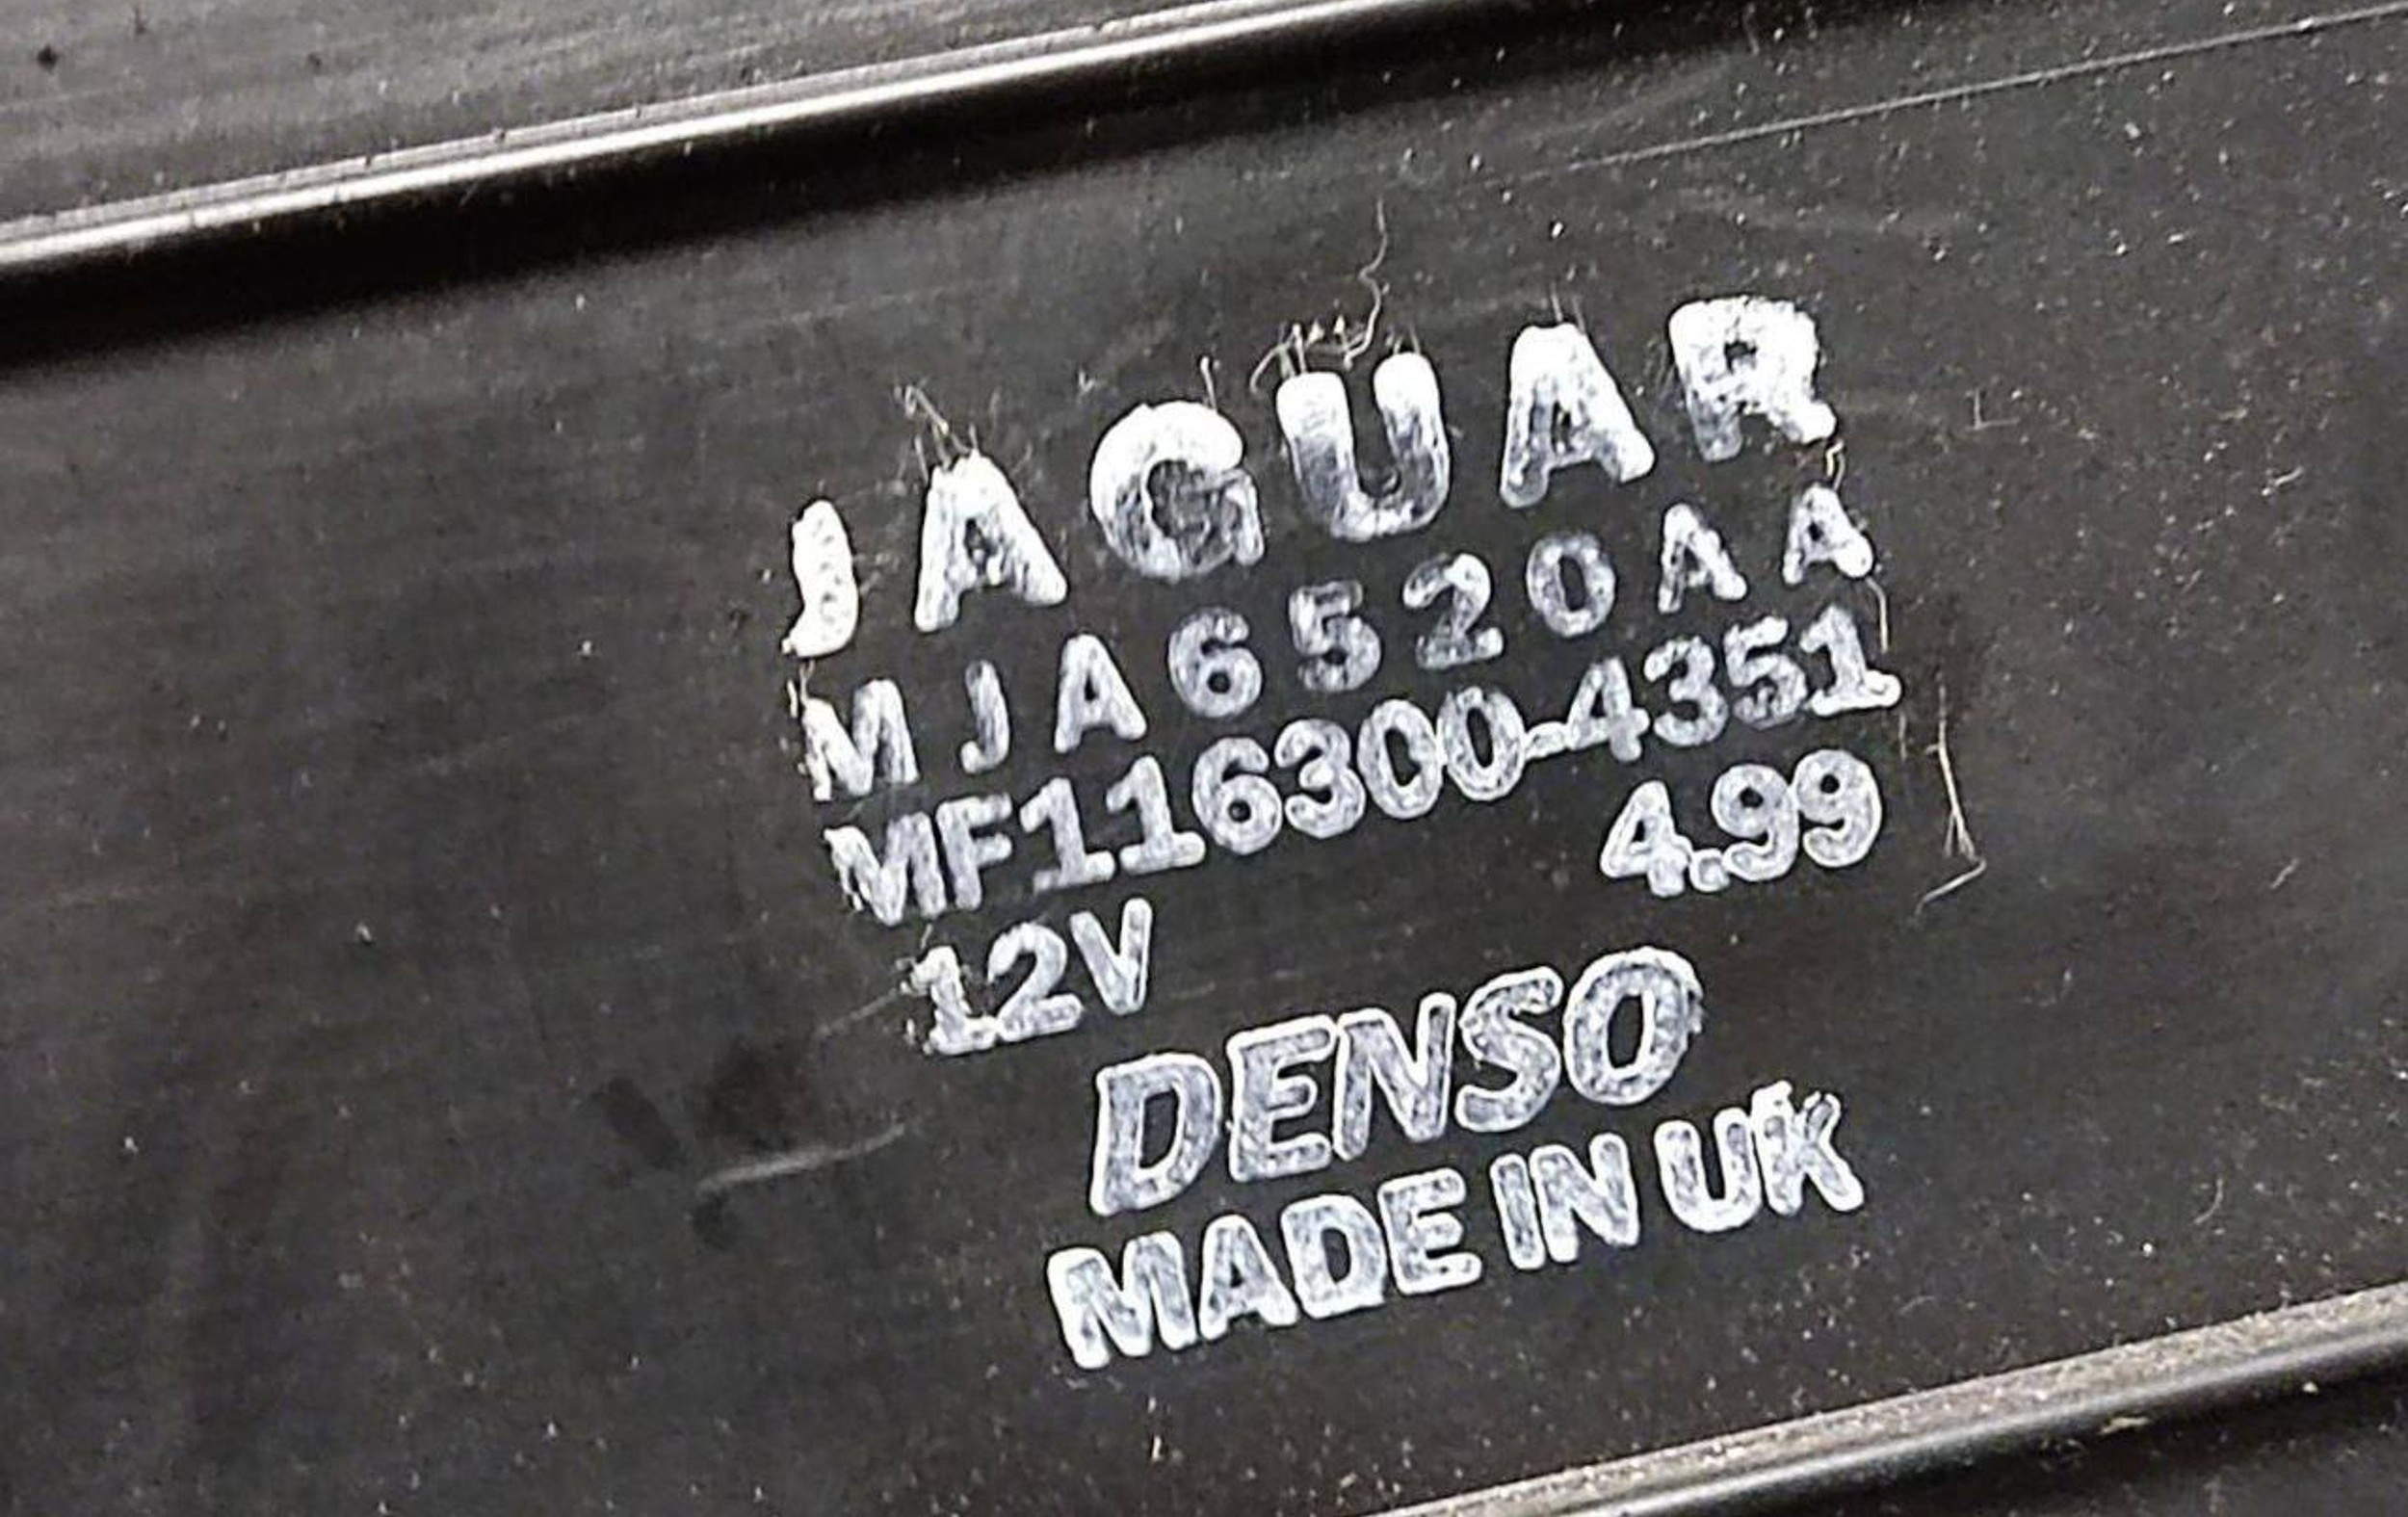 JAGUAR
MJA6520AA
MF116300-4351
4.99
12V
DENSO
MADE IN UK